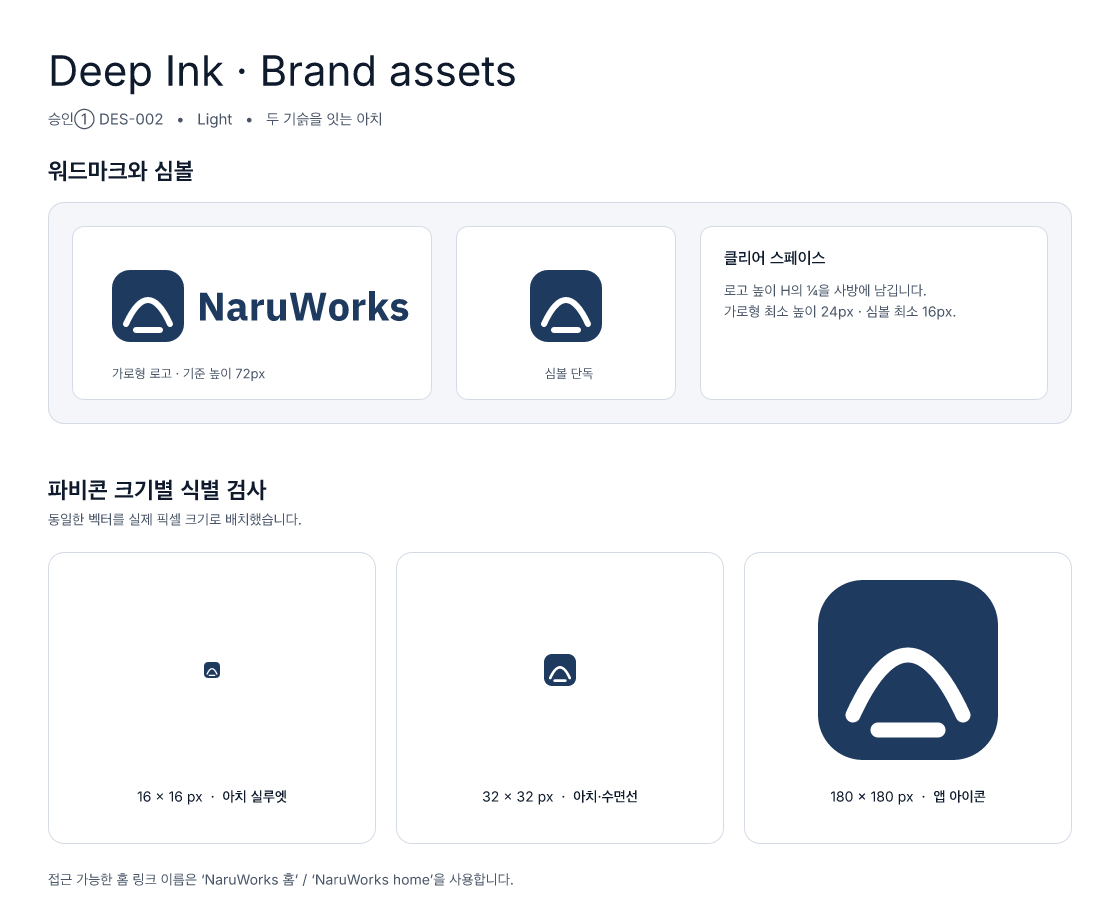 Deep Ink · Brand assets
승인① DES-002 • Light • 두 기슭을 잇는 아치
워드마크와 심볼
NaruWorks
가로형 로고 · 기준 높이 72px
심볼 단독
클리어 스페이스
로고 높이 H의 ¼을 사방에 남깁니다.
가로형 최소 높이 24px · 심볼 최소 16px.
파비콘 크기별 식별 검사
동일한 벡터를 실제 픽셀 크기로 배치했습니다.
16 × 16 px · 아치 실루엣
32 × 32 px · 아치·수면선
180 × 180 px · 앱 아이콘
접근 가능한 홈 링크 이름은 ‘NaruWorks 홈’ / ‘NaruWorks home’을 사용합니다.